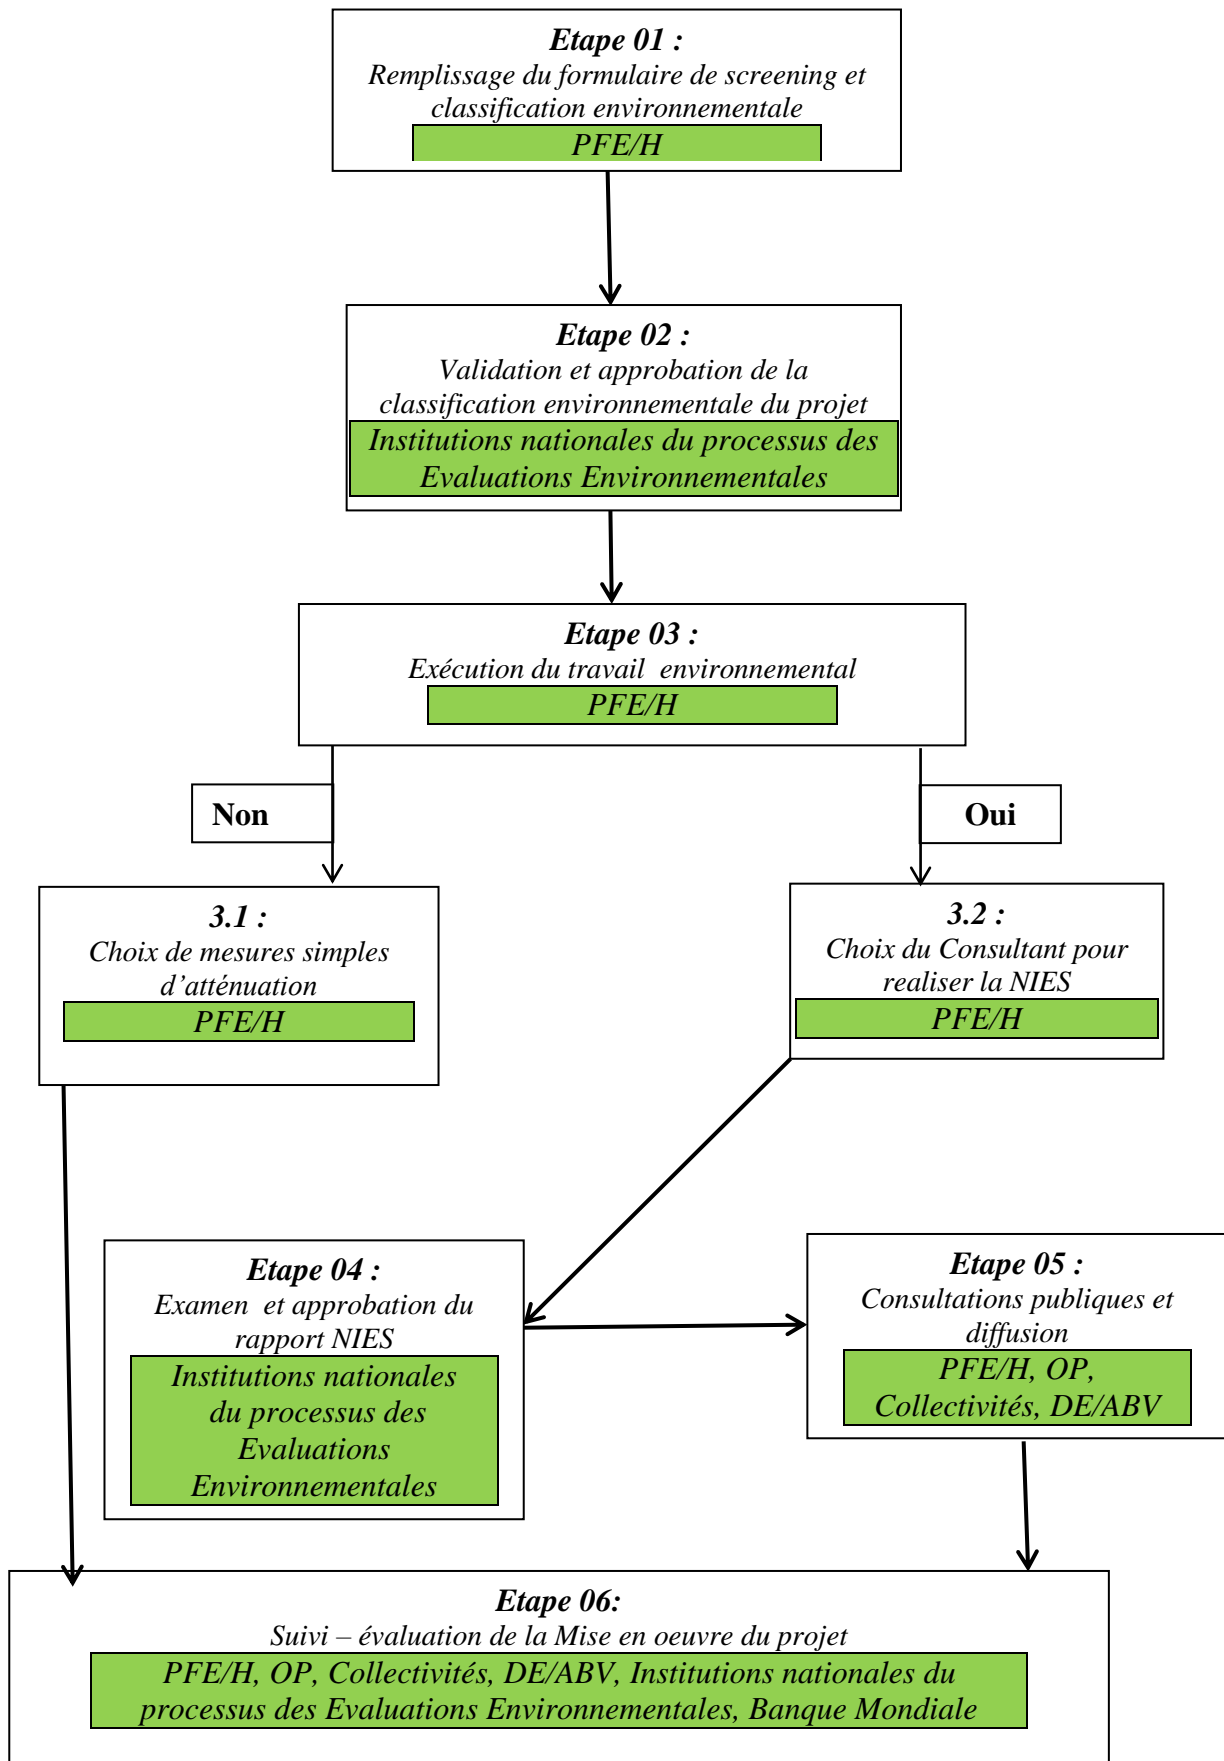 Etape 01 :
Remplissage du formulaire de screening et
classification environnementale
PFE/H
Etape 02 :
Validation et approbation de la
classification environnementale du projet
Institutions nationales du processus des
Evaluations Environnementales
Etape 03 :
Exécution du travail  environnemental
PFE/H
Non
Oui
3.1 :
Choix de mesures simples
d’atténuation
PFE/H
3.2 :
Choix du Consultant pour
realiser la NIES
PFE/H
Etape 04 :
Examen  et approbation du
rapport NIES
Institutions nationales
du processus des
Evaluations
Environnementales
Etape 05 :
Consultations publiques et
diffusion
PFE/H, OP,
Collectivités, DE/ABV
Etape 06:
Suivi – évaluation de la Mise en oeuvre du projet
PFE/H, OP, Collectivités, DE/ABV, Institutions nationales du
processus des Evaluations Environnementales, Banque Mondiale